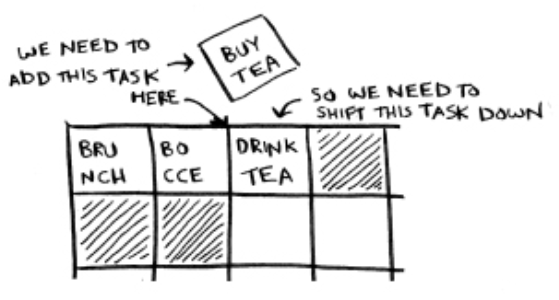 WE NEED TO
ADD THIS TASK
HERE
BUY
TEA
SO WE NEED TO
SHIFT THIS TASK DOWN
BRU
NCH
BO
CCE
DRINK
TEA